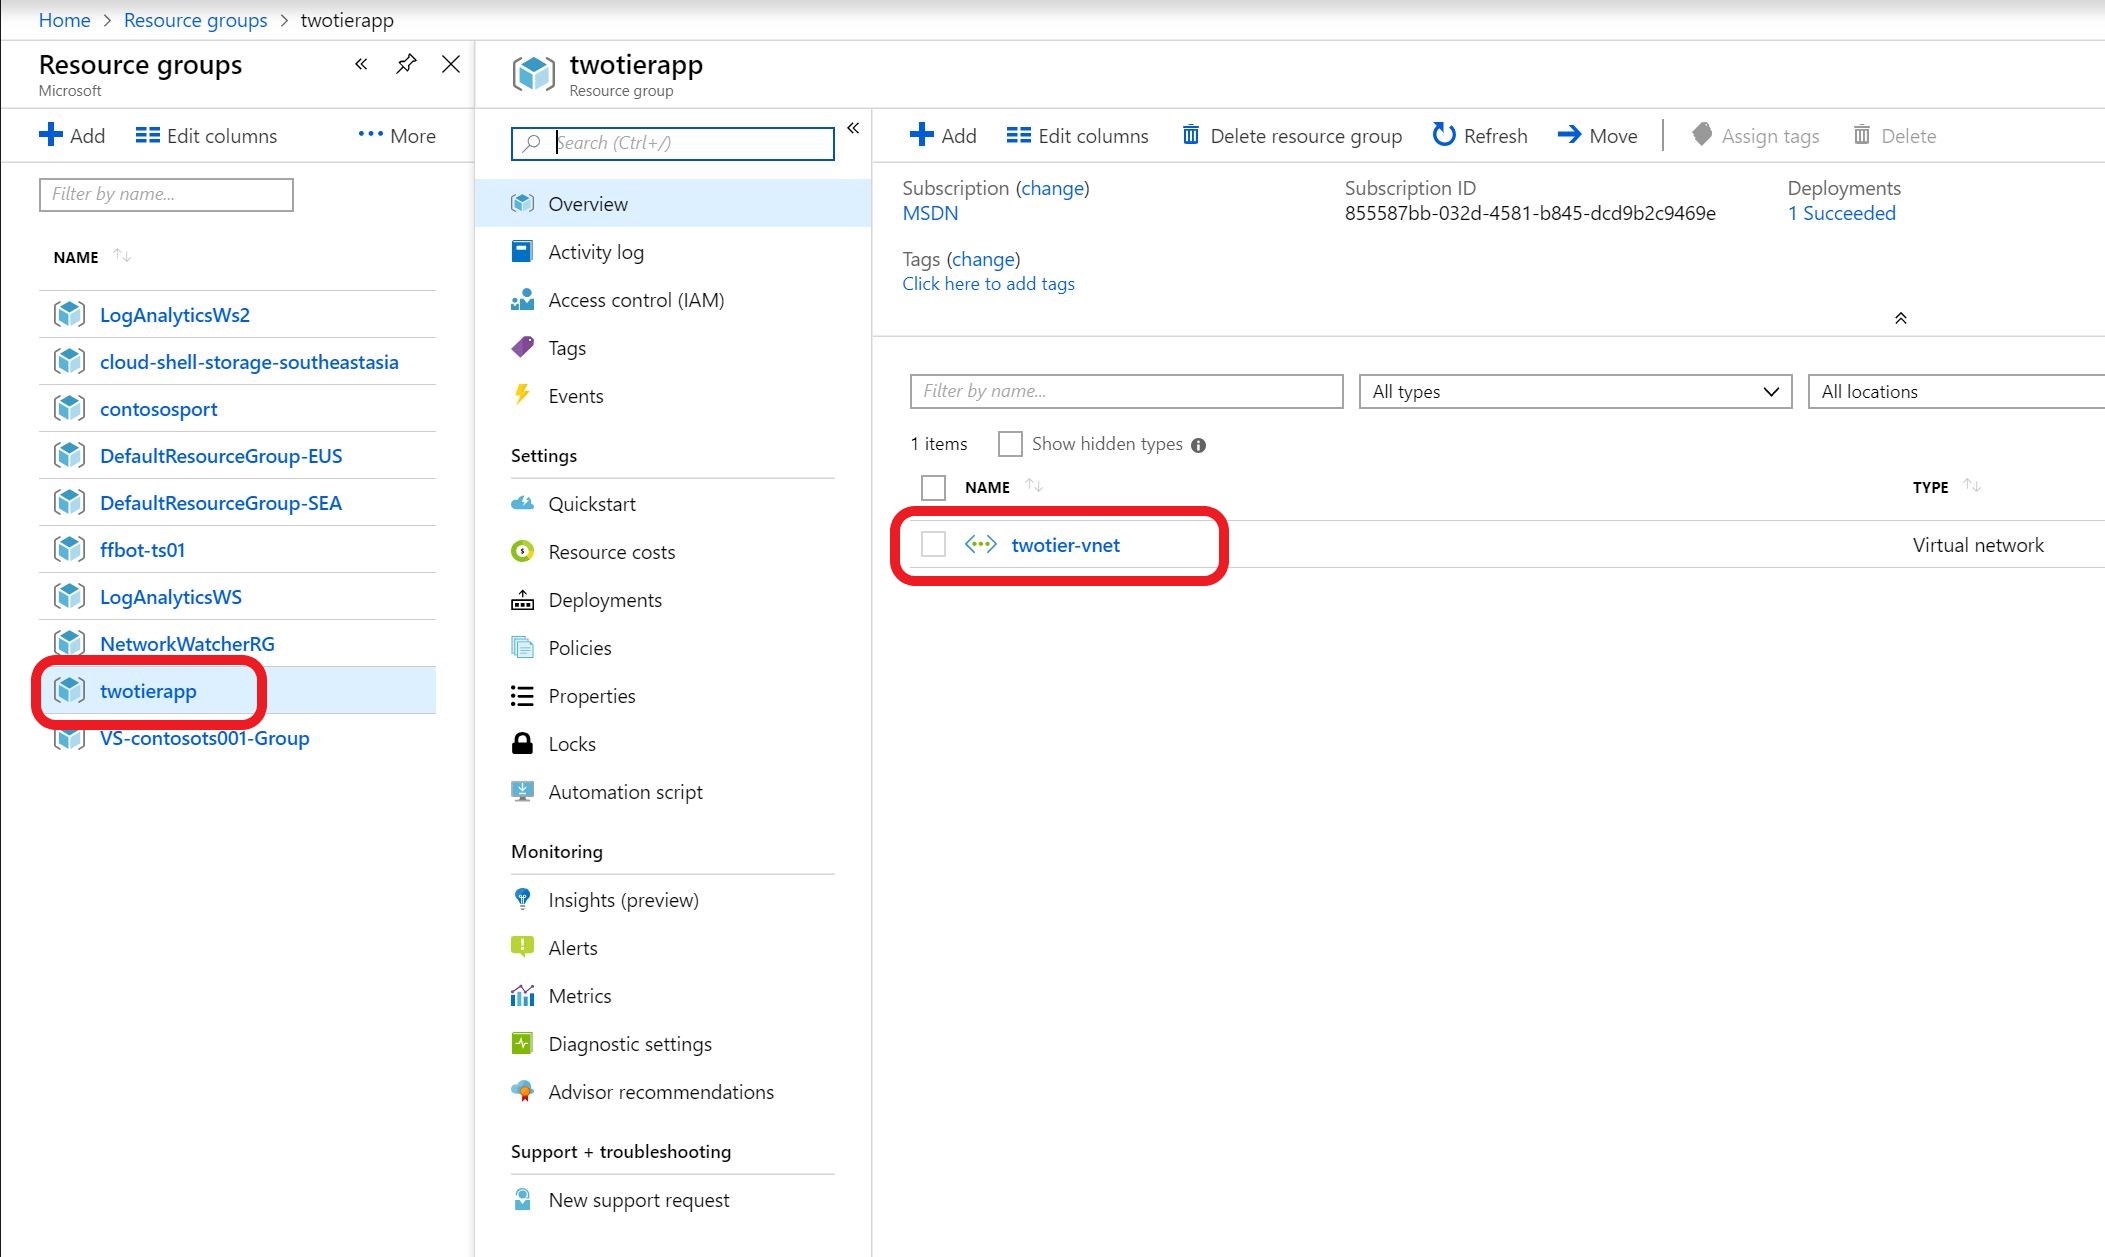 Home > Resource groups > twotierapp
Resource groups
Microsoft
Add Edit columns More
Filter by name...
NAME
LogAnalyticsWs2
cloud-shell-storage-southeastasia
contososport
DefaultResourceGroup-EUS
DefaultResourceGroup-SEA
ffbot-ts01
LogAnalyticsWS
NetworkWatcherRG
twotierapp
VS-contosots001-Group
twotierapp
Resource group
Search (Ctrl+/)
Overview
Activity log
Access control (IAM)
Tags
Events
Settings
Quickstart
Resource costs
Deployments
Policies
Properties
Locks
Automation script
Monitoring
Insights (preview)
Alerts
Metrics
Diagnostic settings
Advisor recommendations
Support + troubleshooting
New support request
Add Edit columns Delete resource group Refresh Move Assign tags Delete
Subscription (change)
MSDN
Subscription ID
855587bb-032d-4581-b845-dcd9b2c9469e
Deployments
1 Succeeded
Tags (change)
Click here to add tags
Filter by name... All types All locations
1 items Show hidden types
NAME TYPE
twotier-vnet Virtual network